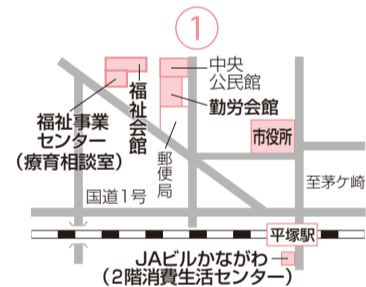 ①
中央
公民館
勤労会館
福祉会館
福祉事業
センター
（療育相談室）
郵便局
市役所
国道1号
至茅ケ崎
平塚駅
JAビルかながわ
（2階消費生活センター）